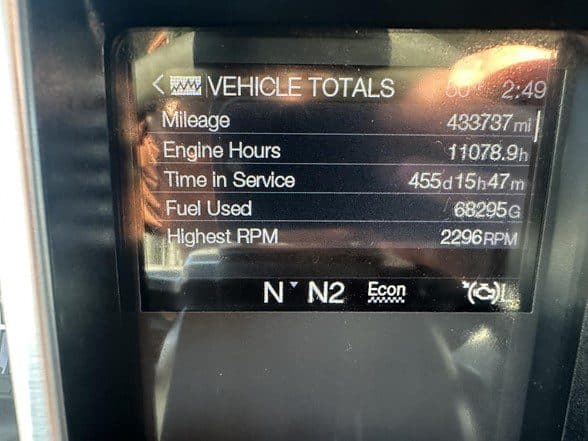 VEHICLE TOTALS 2:49
Mileage 433737mi
Engine Hours 11078.9h
Time in Service 455d15h47m
Fuel Used 68295G
Highest RPM 2296RPM
N N2 Econ